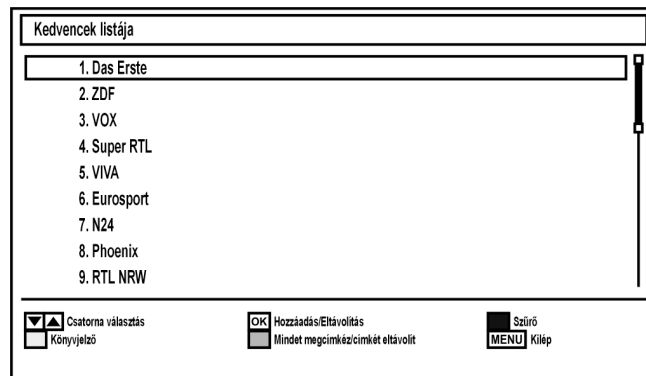 Kedvencek listája
1. Das Erste
2. ZDF
3. VOX
4. Super RTL
5. VIVA
6. Eurosport
7. N24
8. Phoenix
9. RTL NRW
Csatorna választás OK Hozzáadás/Eltávolítás Szűrő
Könyvjelző Mindet megcímkéz/címkét eltávolít MENU Kilép